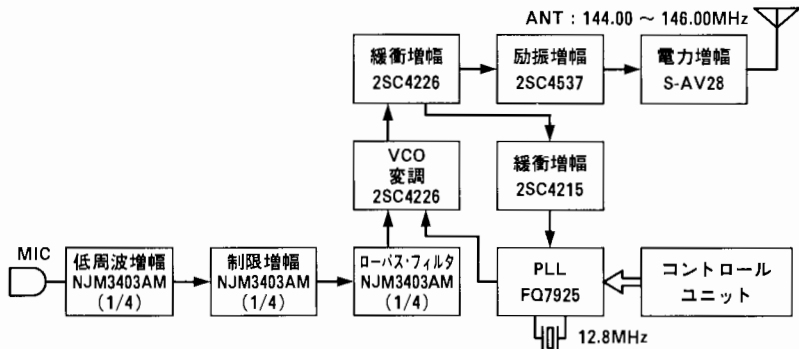 ANT : 144.00 ～ 146.00MHz
緩衝増幅
2SC4226
励振増幅
2SC4537
電力増幅
S-AV28
VCO
変調
2SC4226
緩衝増幅
2SC4215
MIC
低周波増幅
NJM3403AM
(1/4)
制限増幅
NJM3403AM
(1/4)
ローパス・フィルタ
NJM3403AM
(1/4)
PLL
FQ7925
コントロール
ユニット
12.8MHz